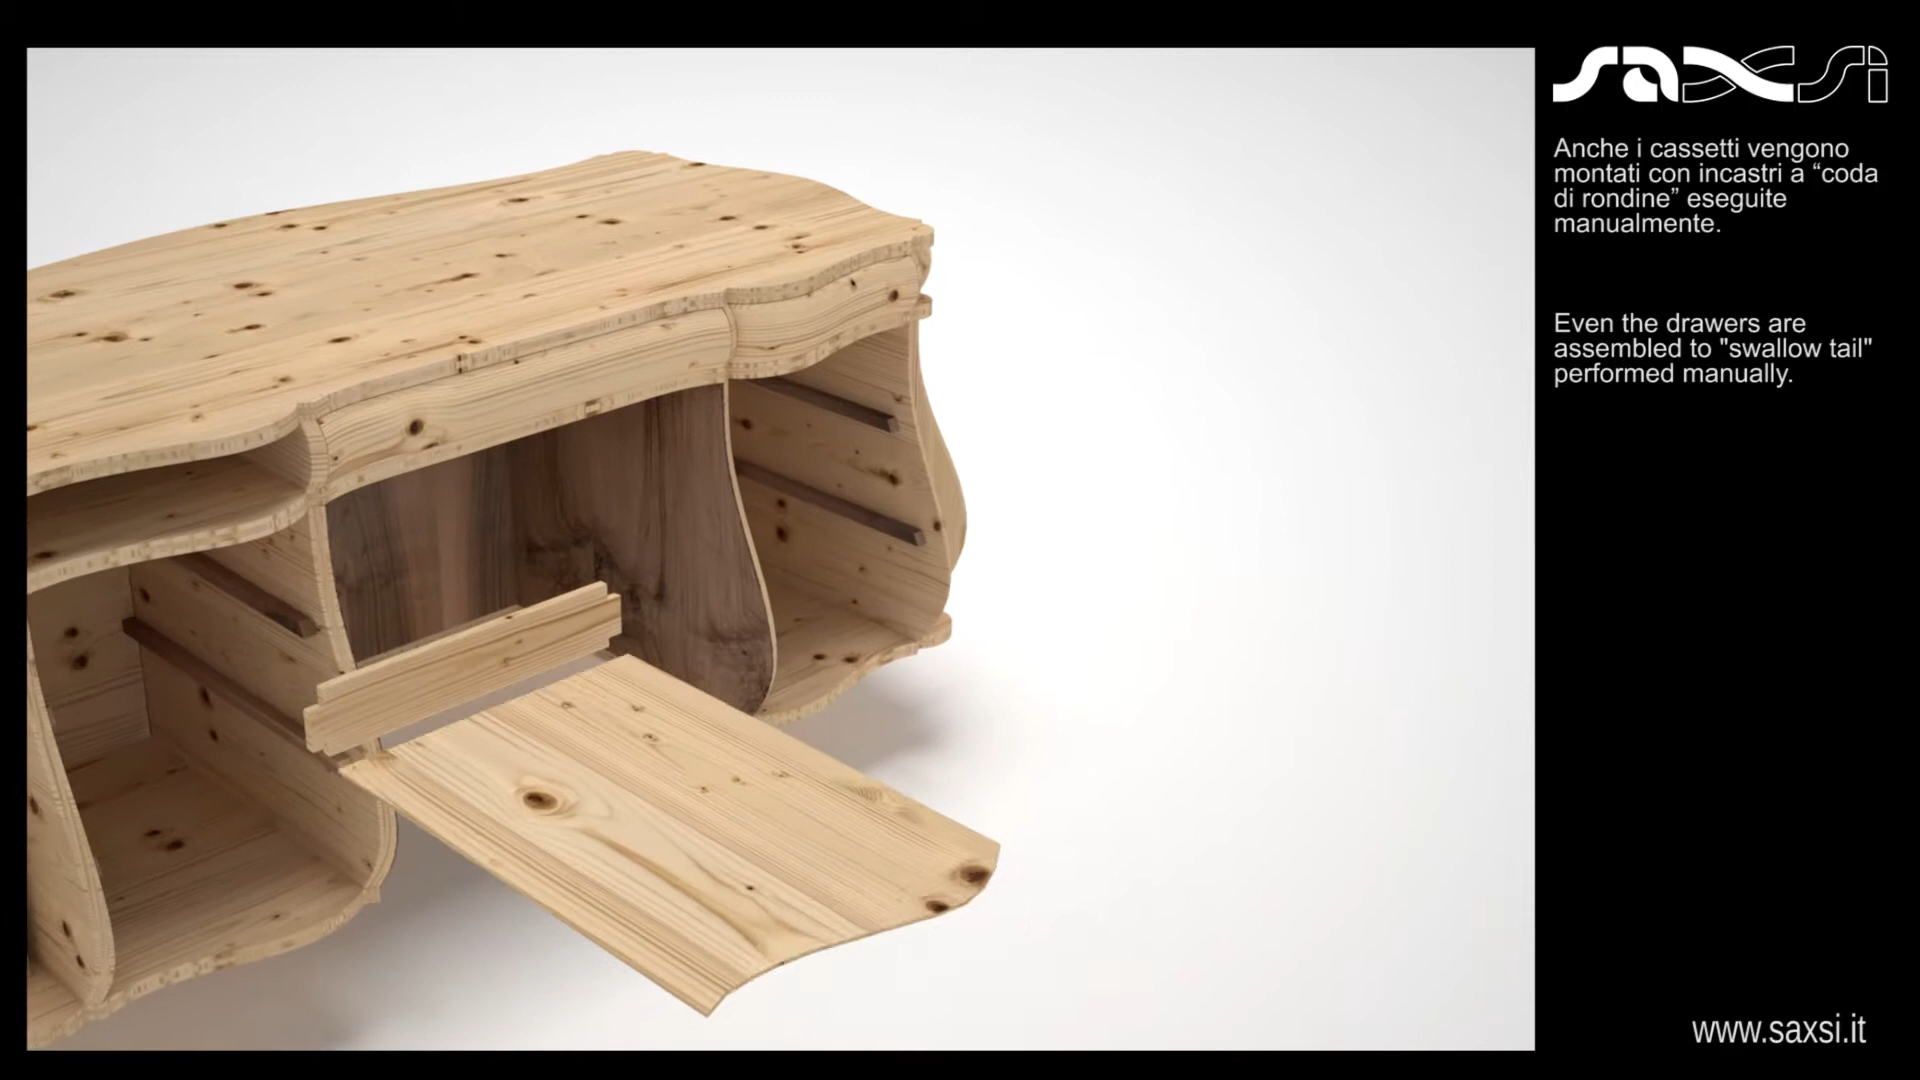 saxsi
Anche i cassetti vengono
montati con incastri a “coda
di rondine” eseguite
manualmente.
Even the drawers are
assembled to "swallow tail"
performed manually.
www.saxsi.it